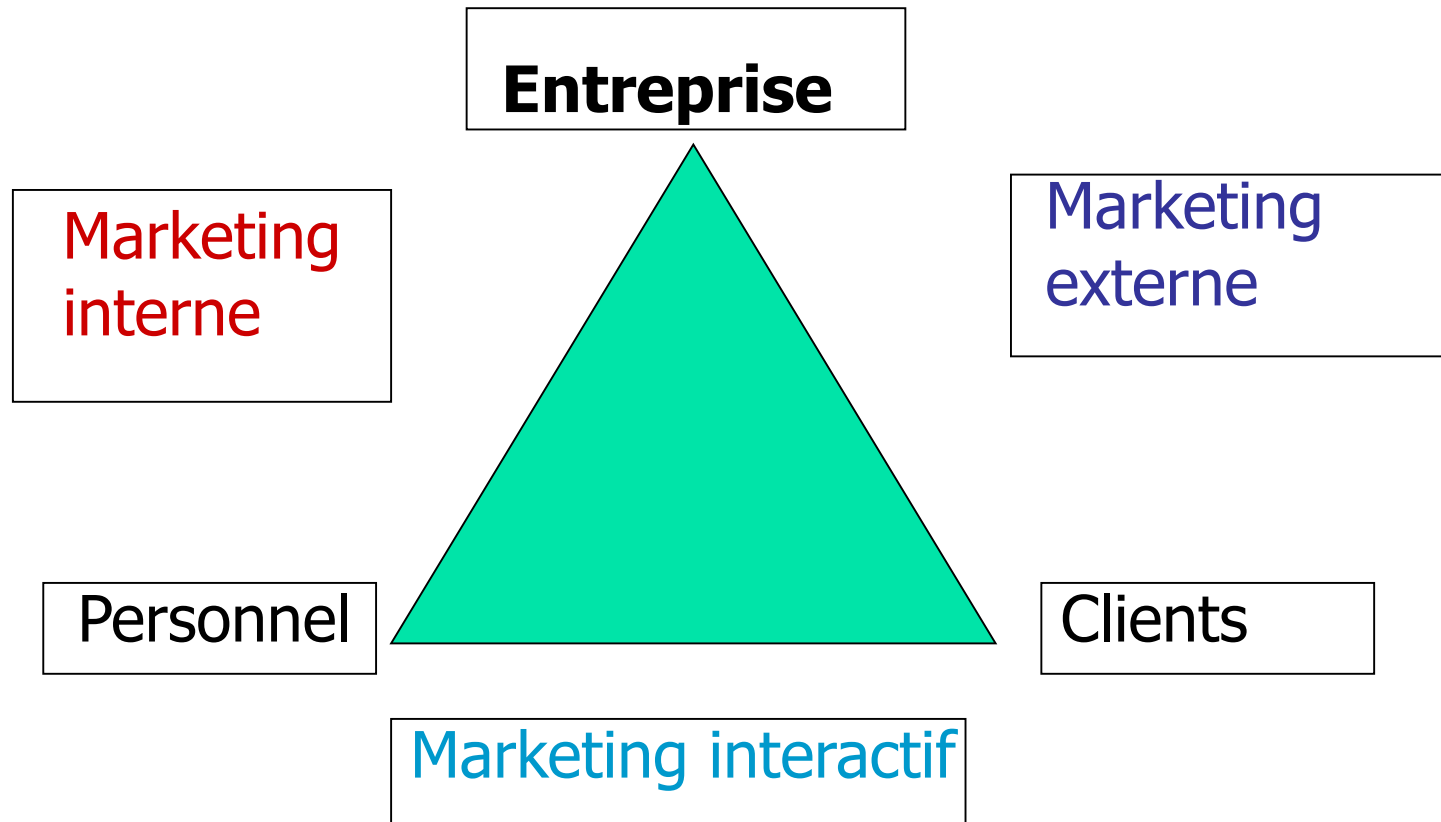 Entreprise
Marketing
interne
Marketing
externe
Personnel
Clients
Marketing interactif